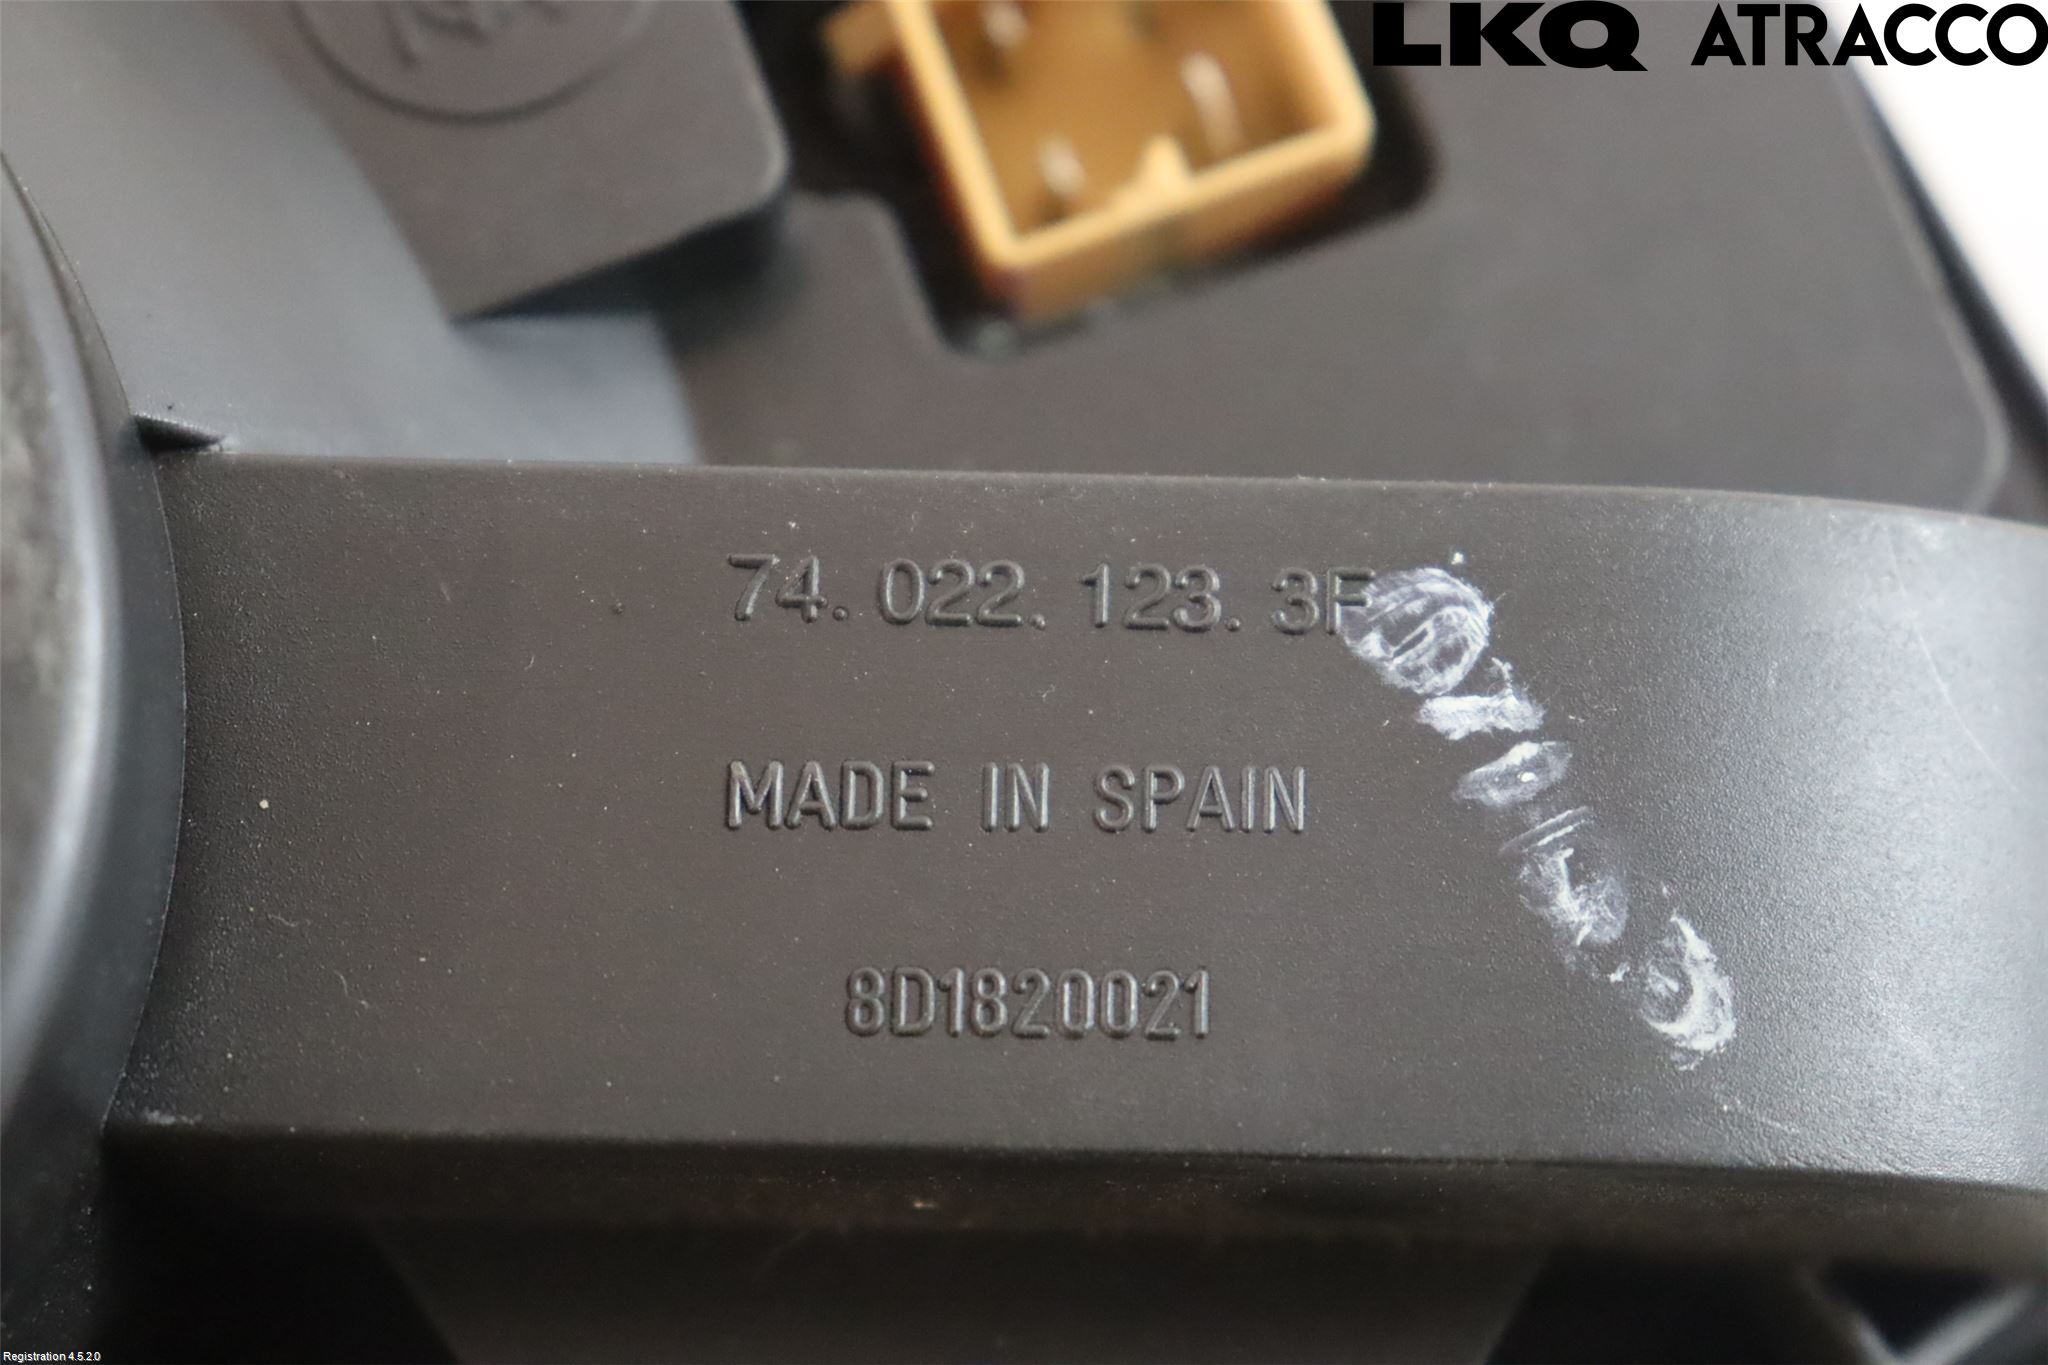 LKQ ATRACCO
74.022.123.3F
MADE IN SPAIN
8D1820021
Registration 4.5.2.0